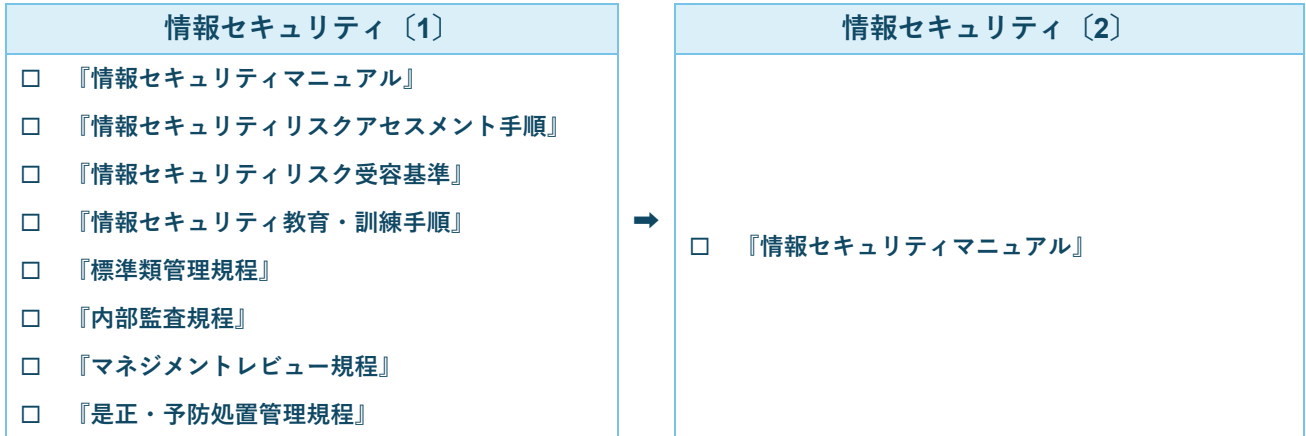 情報セキュリティ〔1〕
□ 『情報セキュリティマニュアル』
□ 『情報セキュリティリスクアセスメント手順』
□ 『情報セキュリティリスク受容基準』
□ 『情報セキュリティ教育・訓練手順』
□ 『標準類管理規程』
□ 『内部監査規程』
□ 『マネジメントレビュー規程』
□ 『是正・予防処置管理規程』
➡
情報セキュリティ〔2〕
□ 『情報セキュリティマニュアル』